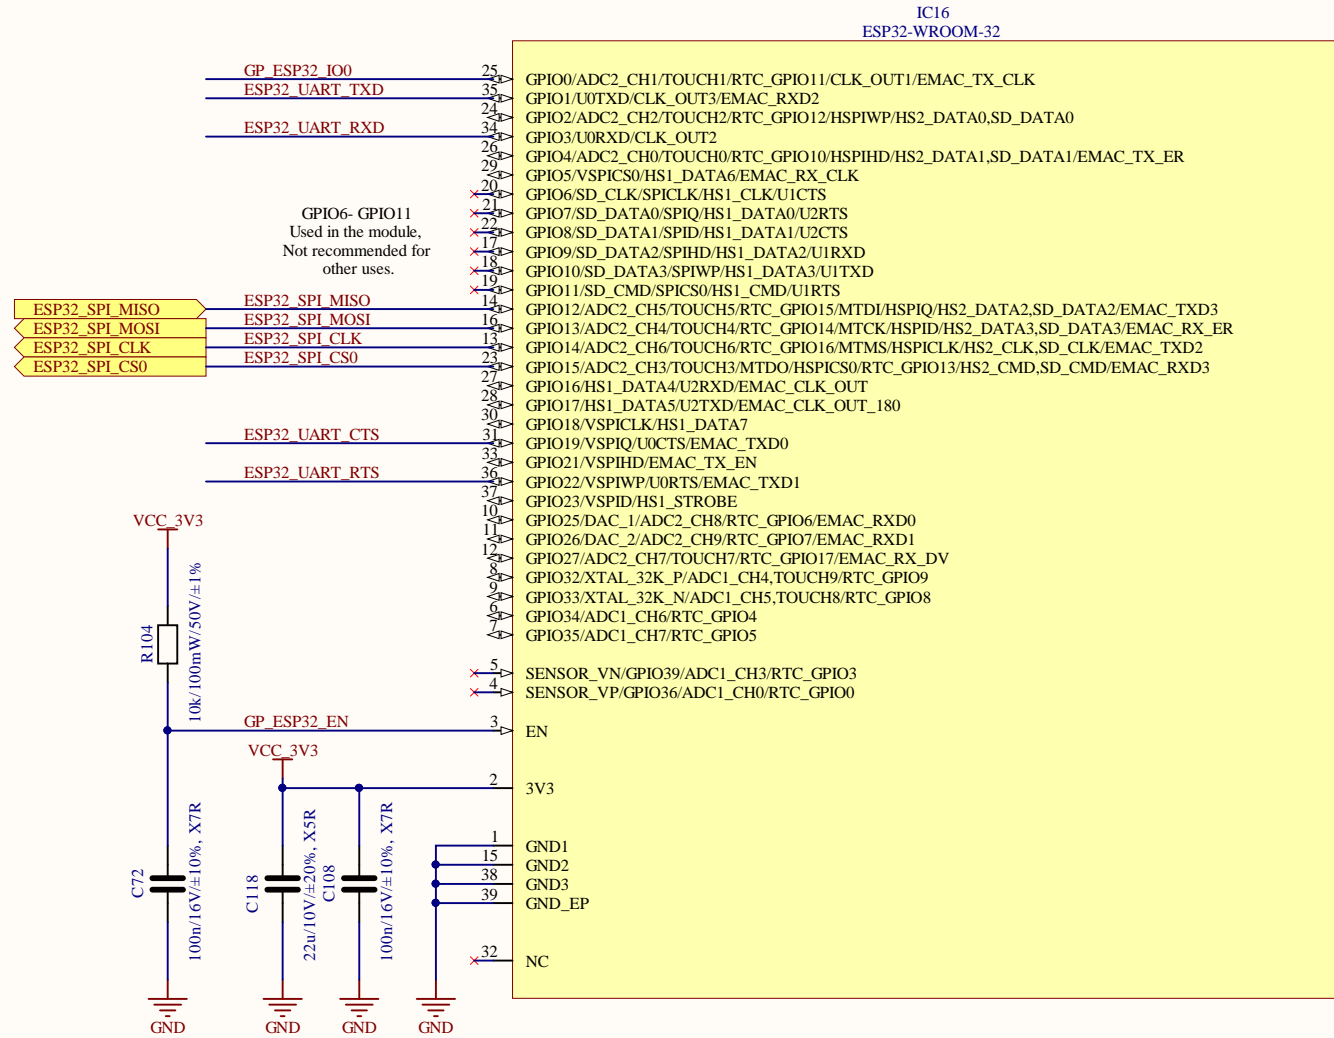 IC16
ESP32-WROOM-32
GP_ESP32_IO0 25 GPIO0/ADC2_CH1/TOUCH1/RTC_GPIO11/CLK_OUT1/EMAC_TX_CLK
ESP32_UART_TXD 35 GPIO1/U0TXD/CLK_OUT3/EMAC_RXD2
24 GPIO2/ADC2_CH2/TOUCH2/RTC_GPIO12/HSPIWP/HS2_DATA0,SD_DATA0
ESP32_UART_RXD 34 GPIO3/U0RXD/CLK_OUT2
26 GPIO4/ADC2_CH0/TOUCH0/RTC_GPIO10/HSPIHD/HS2_DATA1,SD_DATA1/EMAC_TX_ER
29 GPIO5/VSPICS0/HS1_DATA6/EMAC_RX_CLK
20 GPIO6/SD_CLK/SPICLK/HS1_CLK/U1CTS
21 GPIO7/SD_DATA0/SPIQ/HS1_DATA0/U2RTS
22 GPIO8/SD_DATA1/SPID/HS1_DATA1/U2CTS
17 GPIO9/SD_DATA2/SPIHD/HS1_DATA2/U1RXD
18 GPIO10/SD_DATA3/SPIWP/HS1_DATA3/U1TXD
19 GPIO11/SD_CMD/SPICS0/HS1_CMD/U1RTS
GPIO6- GPIO11
Used in the module,
Not recommended for
other uses.
ESP32_SPI_MISO ESP32_SPI_MISO 14 GPIO12/ADC2_CH5/TOUCH5/RTC_GPIO15/MTDI/HSPIQ/HS2_DATA2,SD_DATA2/EMAC_TXD3
ESP32_SPI_MOSI ESP32_SPI_MOSI 16 GPIO13/ADC2_CH4/TOUCH4/RTC_GPIO14/MTCK/HSPID/HS2_DATA3,SD_DATA3/EMAC_RX_ER
ESP32_SPI_CLK ESP32_SPI_CLK 13 GPIO14/ADC2_CH6/TOUCH6/RTC_GPIO16/MTMS/HSPICLK/HS2_CLK,SD_CLK/EMAC_TXD2
ESP32_SPI_CS0 ESP32_SPI_CS0 23 GPIO15/ADC2_CH3/TOUCH3/MTDO/HSPICS0/RTC_GPIO13/HS2_CMD,SD_CMD/EMAC_RXD3
27 GPIO16/HS1_DATA4/U2RXD/EMAC_CLK_OUT
28 GPIO17/HS1_DATA5/U2TXD/EMAC_CLK_OUT_180
30 GPIO18/VSPICLK/HS1_DATA7
ESP32_UART_CTS 31 GPIO19/VSPIQ/U0CTS/EMAC_TXD0
33 GPIO21/VSPIHD/EMAC_TX_EN
ESP32_UART_RTS 36 GPIO22/VSPIWP/U0RTS/EMAC_TXD1
37 GPIO23/VSPID/HS1_STROBE
10 GPIO25/DAC_1/ADC2_CH8/RTC_GPIO6/EMAC_RXD0
11 GPIO26/DAC_2/ADC2_CH9/RTC_GPIO7/EMAC_RXD1
12 GPIO27/ADC2_CH7/TOUCH7/RTC_GPIO17/EMAC_RX_DV
8 GPIO32/XTAL_32K_P/ADC1_CH4,TOUCH9/RTC_GPIO9
9 GPIO33/XTAL_32K_N/ADC1_CH5,TOUCH8/RTC_GPIO8
6 GPIO34/ADC1_CH6/RTC_GPIO4
7 GPIO35/ADC1_CH7/RTC_GPIO5
5 SENSOR_VN/GPIO39/ADC1_CH3/RTC_GPIO3
4 SENSOR_VP/GPIO36/ADC1_CH0/RTC_GPIO0
VCC_3V3
R104
10k/100mW/50V/±1%
GP_ESP32_EN 3 EN
VCC_3V3
2 3V3
C72
100n/16V/±10%, X7R
C118
22u/10V/±20%, X5R
C108
100n/16V/±10%, X7R
1 GND1
15 GND2
38 GND3
39 GND_EP
32 NC
GND GND GND GND